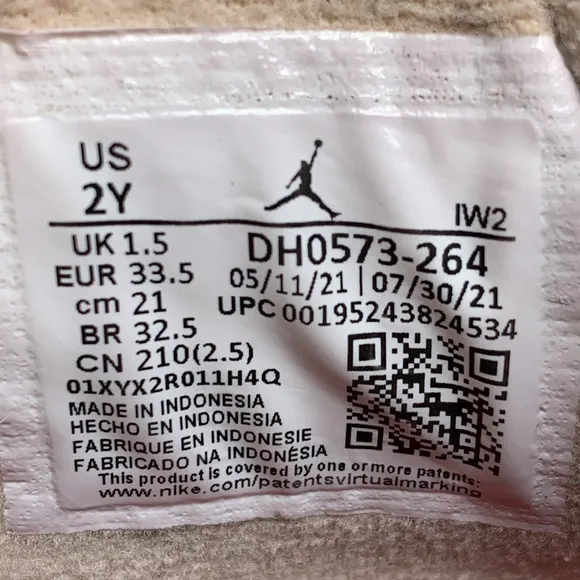 US
2Y
IW2
UK 1.5
EUR 33.5
cm 21
BR 32.5
CN 210(2.5)
DH0573-264
05/11/21 | 07/30/21
UPC 00195243824534
01XYX2R011H4Q
MADE IN INDONESIA
HECHO EN INDONESIA
FABRIQUE EN INDONESIE
FABRICADO NA INDONÉSIA
This product is covered by one or more patents:
www.nike.com/patentsvirtualmarking